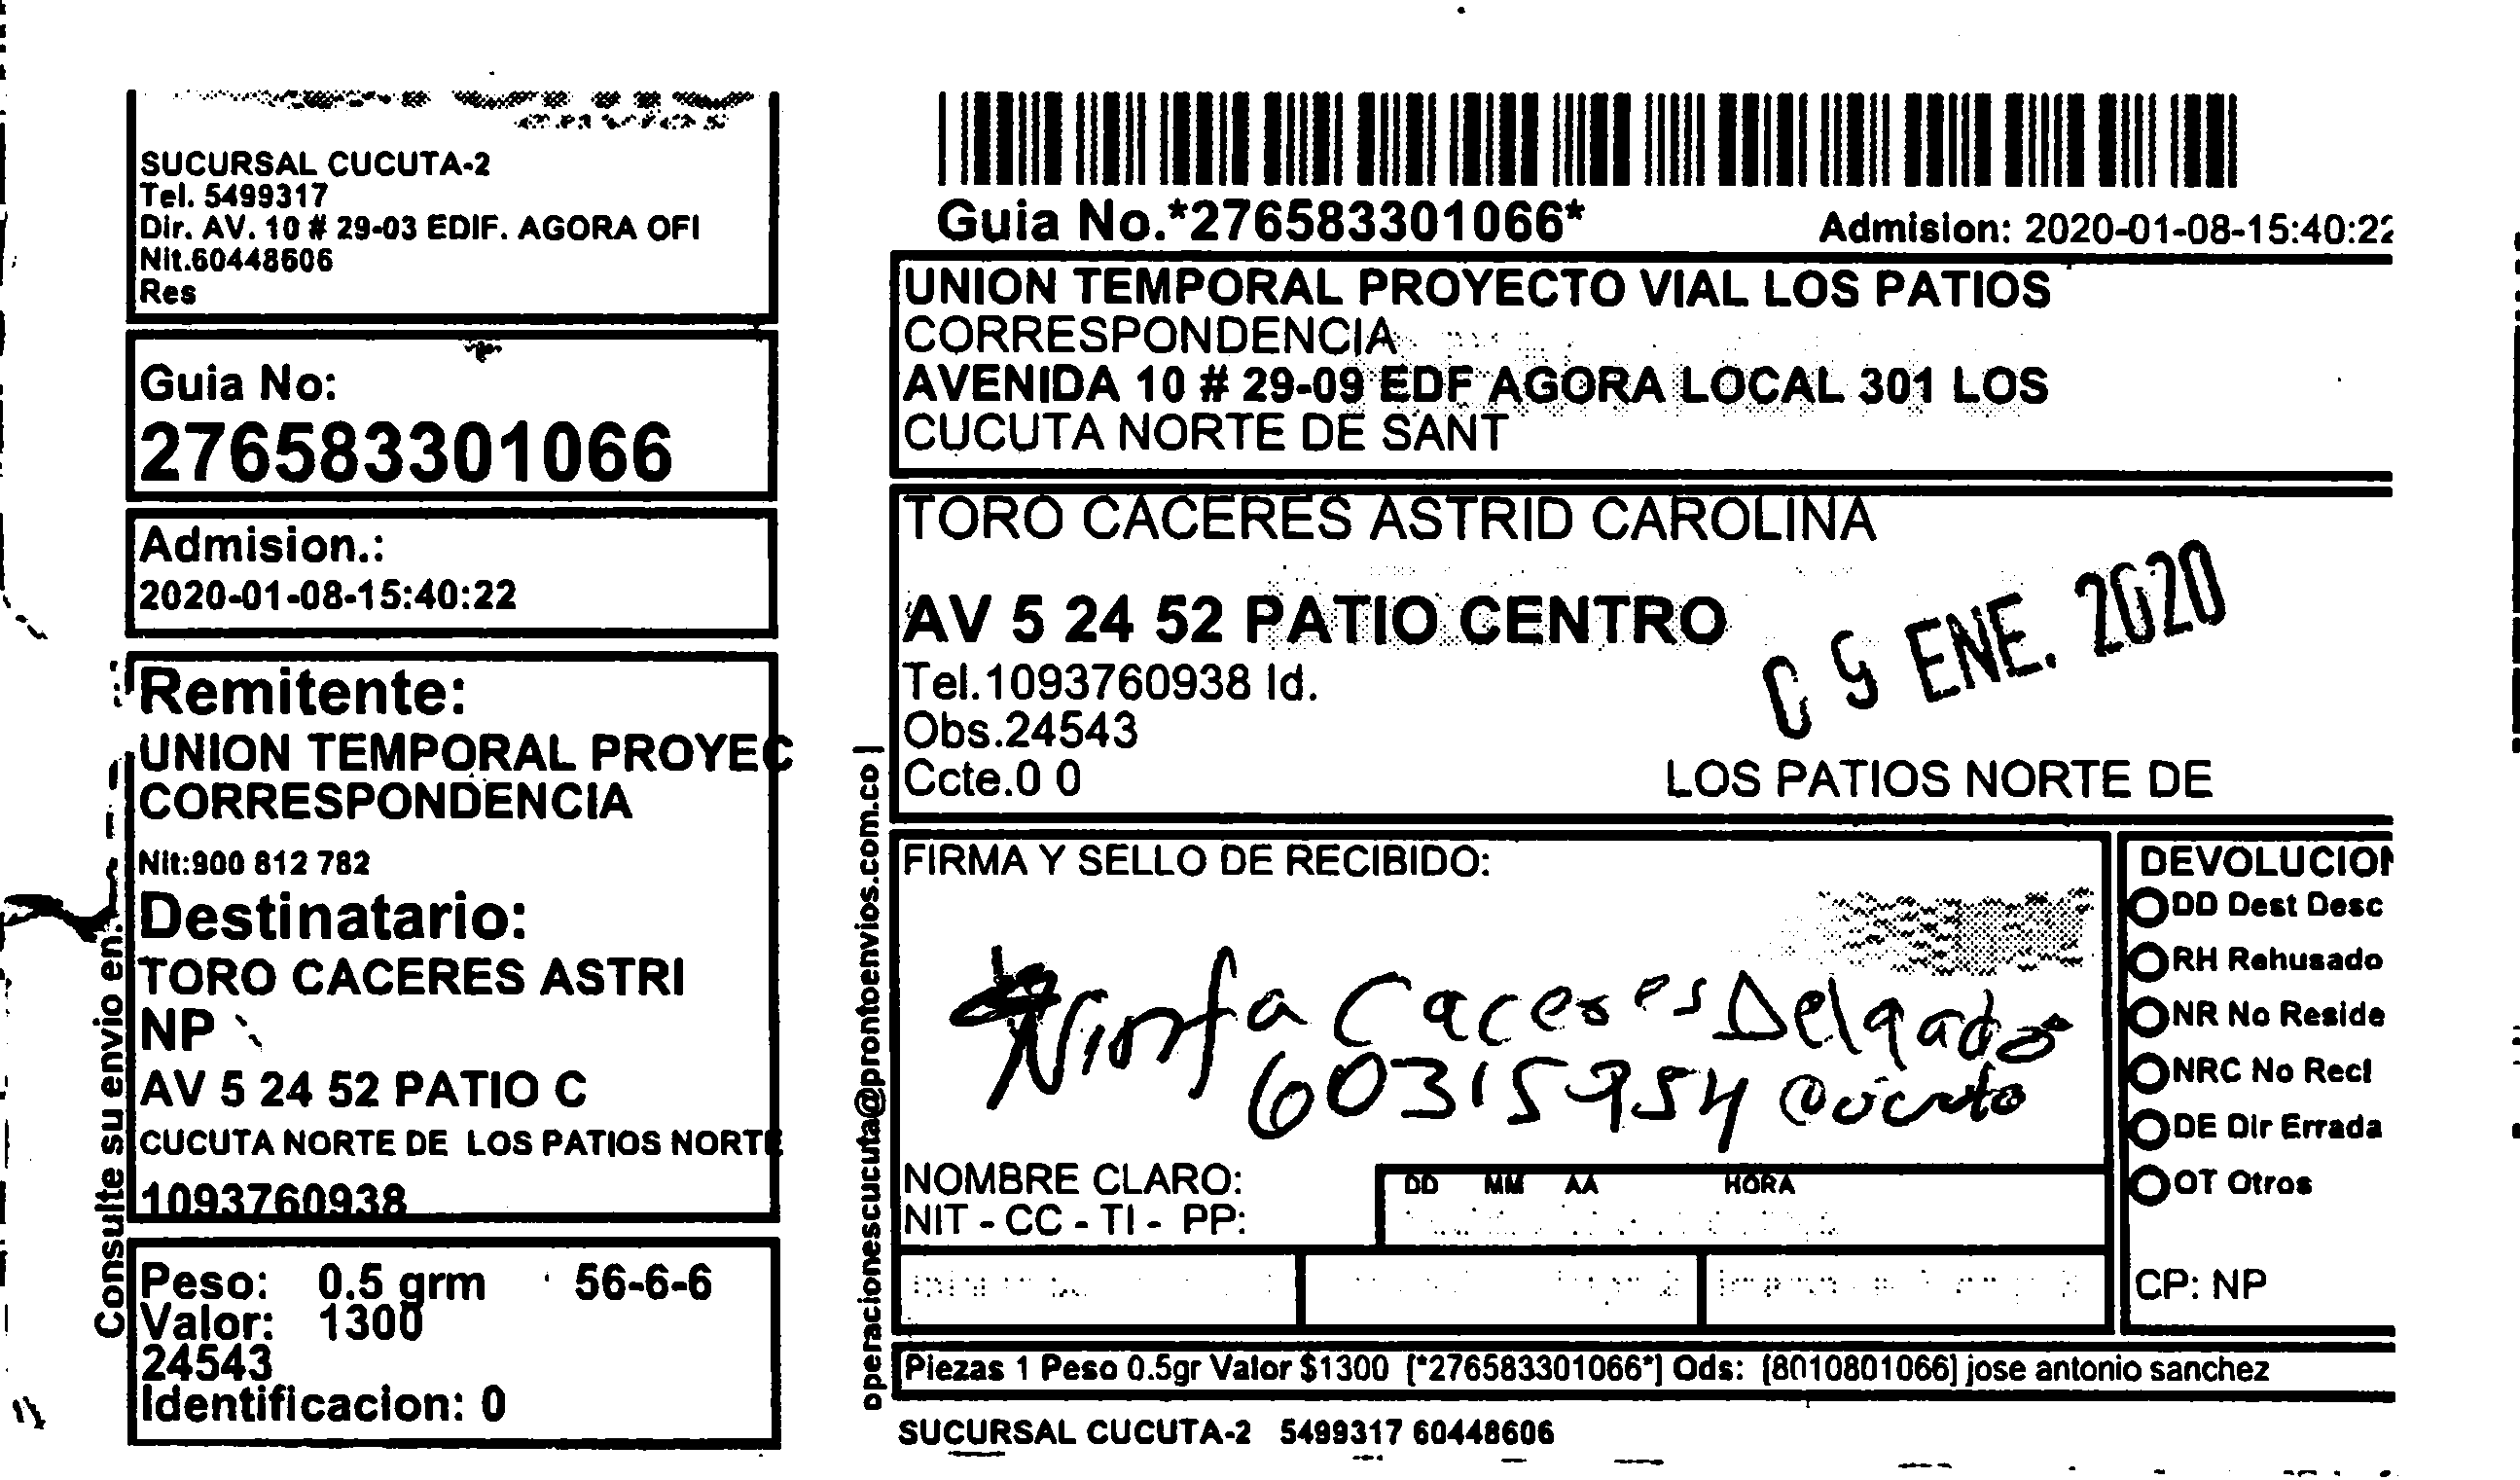 SUCURSAL CUCUTA-2
Tel. 5499317
Dir. AV. 10 # 29-03 EDIF. AGORA OFI
Nit.60448606
Res
Guia No:
276583301066
Admision.:
2020-01-08-15:40:22
Remitente:
UNION TEMPORAL PROYEC
CORRESPONDENCIA
Nit:900 812 782
Destinatario:
TORO CACERES ASTRI
NP
AV 5 24 52 PATIO C
CUCUTA NORTE DE LOS PATIOS NORTE
1093760938
Peso: 0.5 grm 56-6-6
Valor: 1300
24543
Identificacion: 0
Consulte su envio en.
operacionescucuta@prontoenvios.com.co |
Guia No.*276583301066*
Admision: 2020-01-08-15:40:22
UNION TEMPORAL PROYECTO VIAL LOS PATIOS
CORRESPONDENCIA
AVENIDA 10 # 29-09 EDF AGORA LOCAL 301 LOS
CUCUTA NORTE DE SANT
TORO CACERES ASTRID CAROLINA
AV 5 24 52 PATIO CENTRO
Tel.1093760938 Id.
Obs.24543
Ccte.0 0
09 ENE. 2020
LOS PATIOS NORTE DE
FIRMA Y SELLO DE RECIBIDO:
Ninfa Caceres Delgado
60315954 Cucuta
NOMBRE CLARO:
NIT - CC - TI - PP:
DD MM AA HORA
DEVOLUCION
DD Dest Desc
RH Rehusado
NR No Reside
NRC No Recl
DE Dir Errada
OT Otros
CP: NP
Piezas 1 Peso 0.5gr Valor $1300 [*276583301066*] Ods: [8010801066] jose antonio sanchez
SUCURSAL CUCUTA-2 5499317 60448606